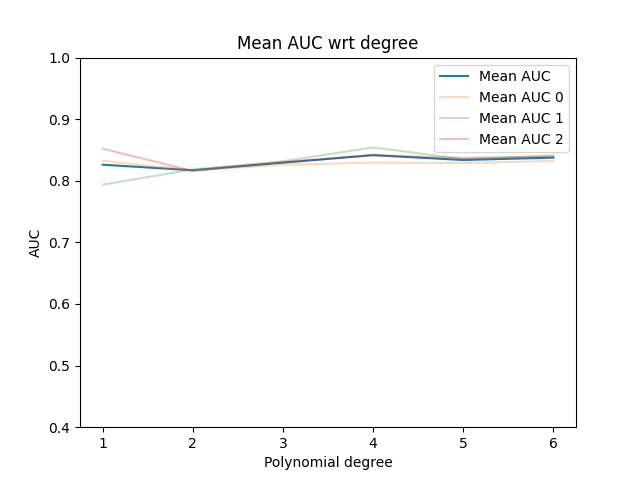 Mean AUC wrt degree
1.0
0.9
0.8
0.7
0.6
0.5
0.4
AUC
Mean AUC
Mean AUC 0
Mean AUC 1
Mean AUC 2
1 2 3 4 5 6
Polynomial degree